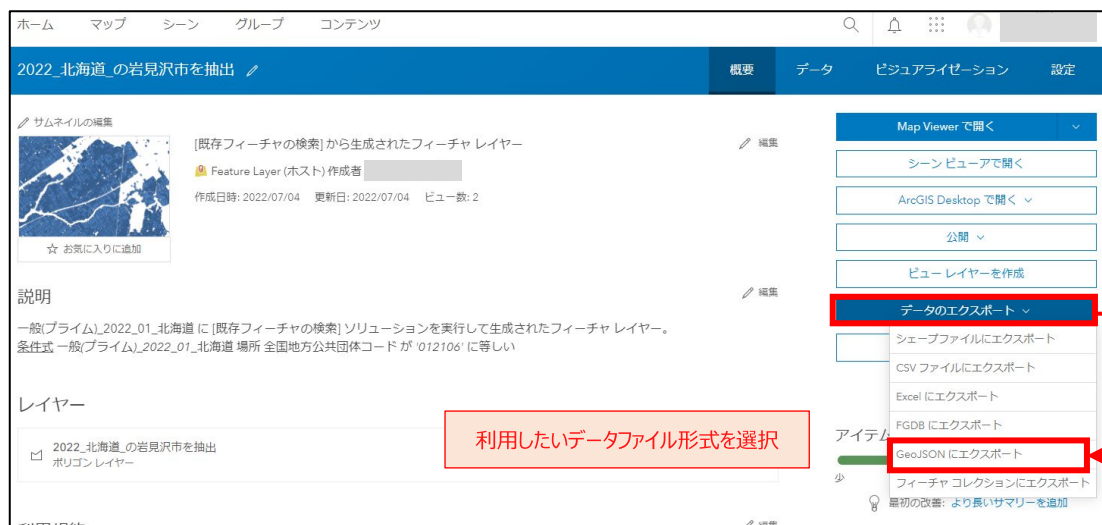 ホーム マップ シーン グループ コンテンツ
2022_北海道_の岩見沢市を抽出
概要 データ ビジュアライゼーション 設定
サムネイルの編集
[既存フィーチャの検索] から生成されたフィーチャ レイヤー
編集
Feature Layer (ホスト) 作成者
作成日時: 2022/07/04 更新日: 2022/07/04 ビュー数: 2
お気に入りに追加
Map Viewer で開く
シーン ビューアで開く
ArcGIS Desktop で開く
公開
ビュー レイヤーを作成
データのエクスポート
シェープファイルにエクスポート
CSV ファイルにエクスポート
Excel にエクスポート
FGDB にエクスポート
GeoJSON にエクスポート
フィーチャ コレクションにエクスポート
説明
編集
一般(プライム)_2022_01_北海道 に [既存フィーチャの検索] ソリューションを実行して生成されたフィーチャ レイヤー。
条件式 一般(プライム)_2022_01_北海道 場所 全国地方公共団体コード が '012106' に等しい
レイヤー
2022_北海道_の岩見沢市を抽出
ポリゴン レイヤー
利用したいデータファイル形式を選択
アイテム
少
最初の改善: より長いサマリーを追加